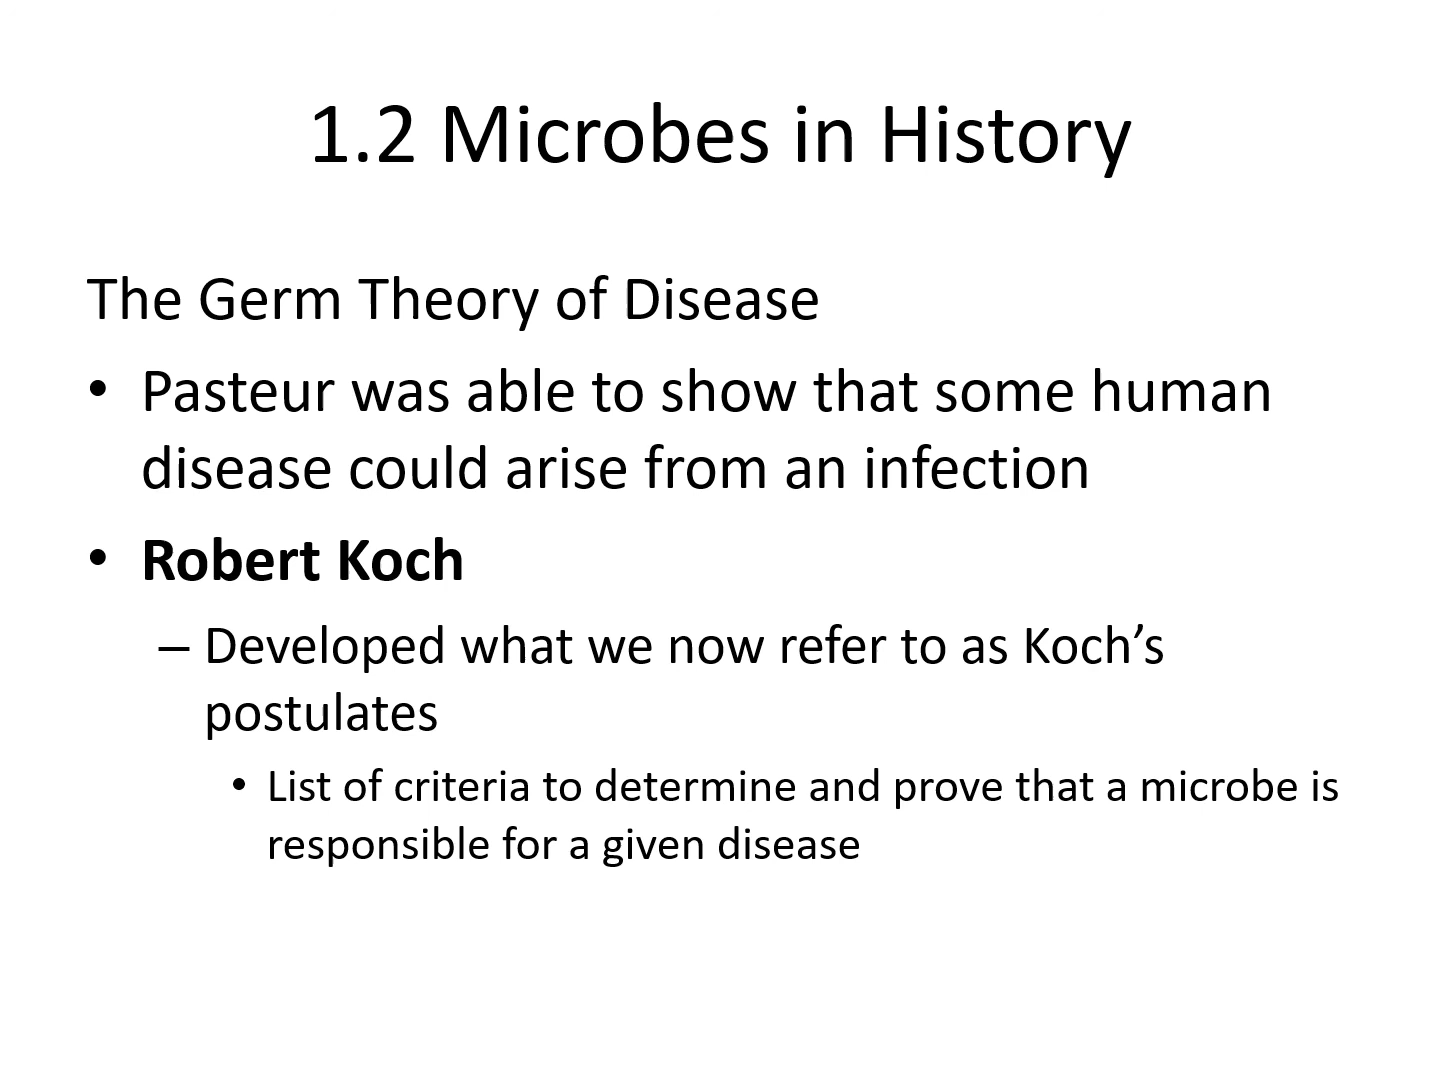 1.2 Microbes in History
The Germ Theory of Disease
• Pasteur was able to show that some human
disease could arise from an infection
• Robert Koch
– Developed what we now refer to as Koch’s
postulates
• List of criteria to determine and prove that a microbe is
responsible for a given disease